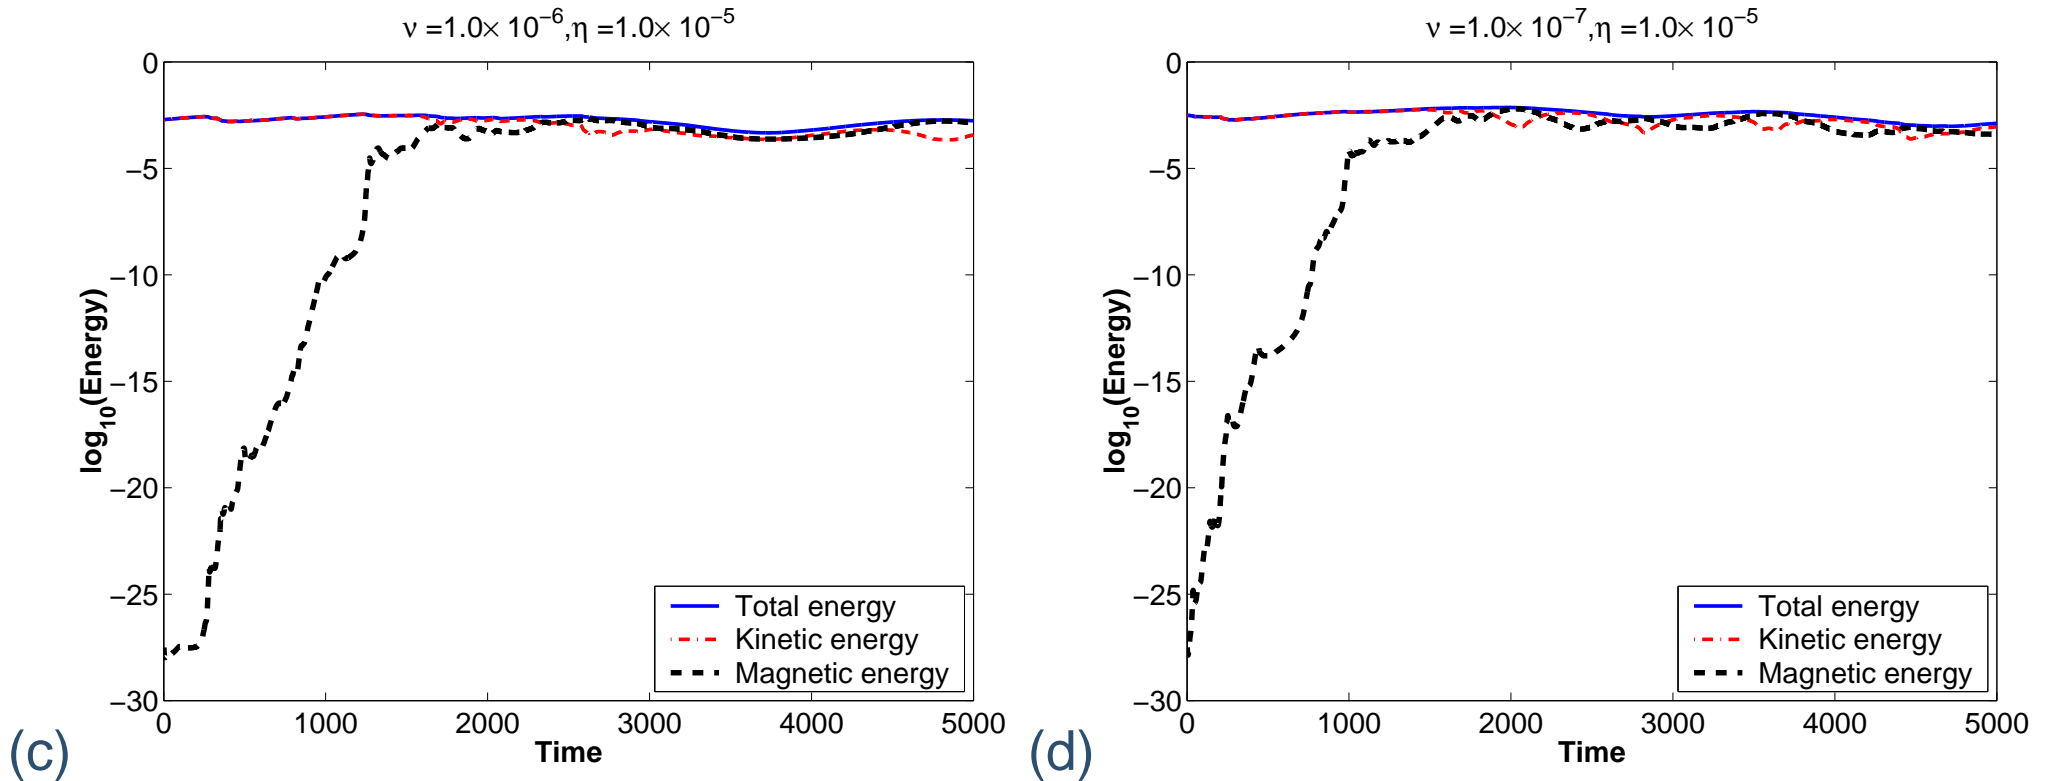 ν =1.0× 10⁻⁶,η =1.0× 10⁻⁵
0
−5
−10
−15
−20
−25
−30
log₁₀(Energy)
0 1000 2000 3000 4000 5000
Time
Total energy
Kinetic energy
Magnetic energy
(c)
ν =1.0× 10⁻⁷,η =1.0× 10⁻⁵
0
−5
−10
−15
−20
−25
−30
log₁₀(Energy)
0 1000 2000 3000 4000 5000
Time
Total energy
Kinetic energy
Magnetic energy
(d)